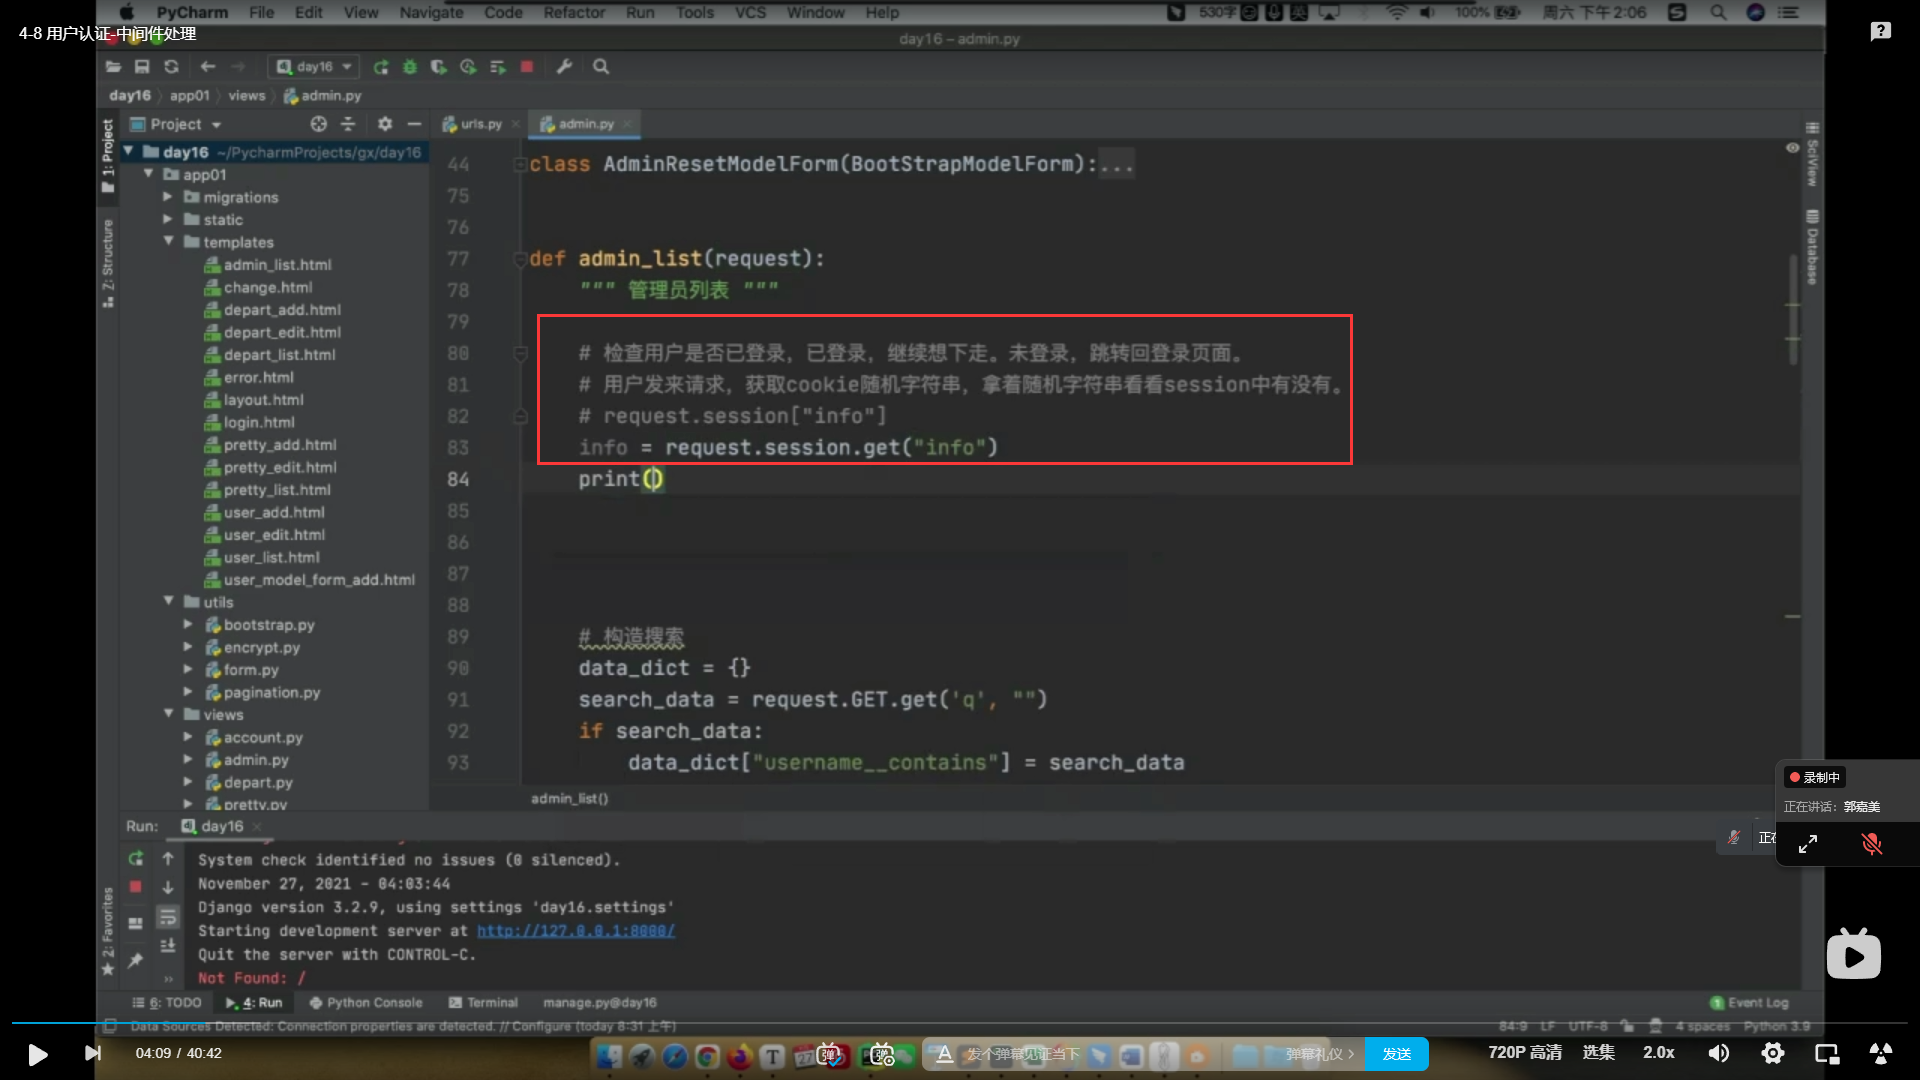 PyCharm File Edit View Navigate Code Refactor Run Tools VCS Window Help 530字 英 100% 周六 下午2:06
4-8 用户认证-中间件处理
day16 – admin.py
day16
day16 app01 views admin.py
Project urls.py admin.py
1: Project
Z: Structure
2: Favorites
SciView
Database
day16 ~/PycharmProjects/gx/day16
app01
migrations
static
templates
admin_list.html
change.html
depart_add.html
depart_edit.html
depart_list.html
error.html
layout.html
login.html
pretty_add.html
pretty_edit.html
pretty_list.html
user_add.html
user_edit.html
user_list.html
user_model_form_add.html
utils
bootstrap.py
encrypt.py
form.py
pagination.py
views
account.py
admin.py
depart.py
pretty.py
44 class AdminResetModelForm(BootStrapModelForm):...
75
76
77 def admin_list(request):
78 """ 管理员列表 """
79
80 # 检查用户是否已登录，已登录，继续想下走。未登录，跳转回登录页面。
81 # 用户发来请求，获取cookie随机字符串，拿着随机字符串看看session中有没有。
82 # request.session["info"]
83 info = request.session.get("info")
84 print()
85
86
87
88
89 # 构造搜索
90 data_dict = {}
91 search_data = request.GET.get('q', "")
92 if search_data:
93 data_dict["username__contains"] = search_data
admin_list()
录制中
正在讲话: 郭嘉美
正在
Run: day16
System check identified no issues (0 silenced).
November 27, 2021 - 04:03:44
Django version 3.2.9, using settings 'day16.settings'
Starting development server at http://127.0.0.1:8000/
Quit the server with CONTROL-C.
Not Found: /
6: TODO 4: Run Python Console Terminal manage.py@day16 1 Event Log
Data Sources Detected: Connection properties are detected. // Configure (today 8:31 上午) 84:9 LF UTF-8 4 spaces Python 3.9
04:09 / 40:42 弹 弹 发个弹幕见证当下 弹幕礼仪 发送 720P 高清 选集 2.0x